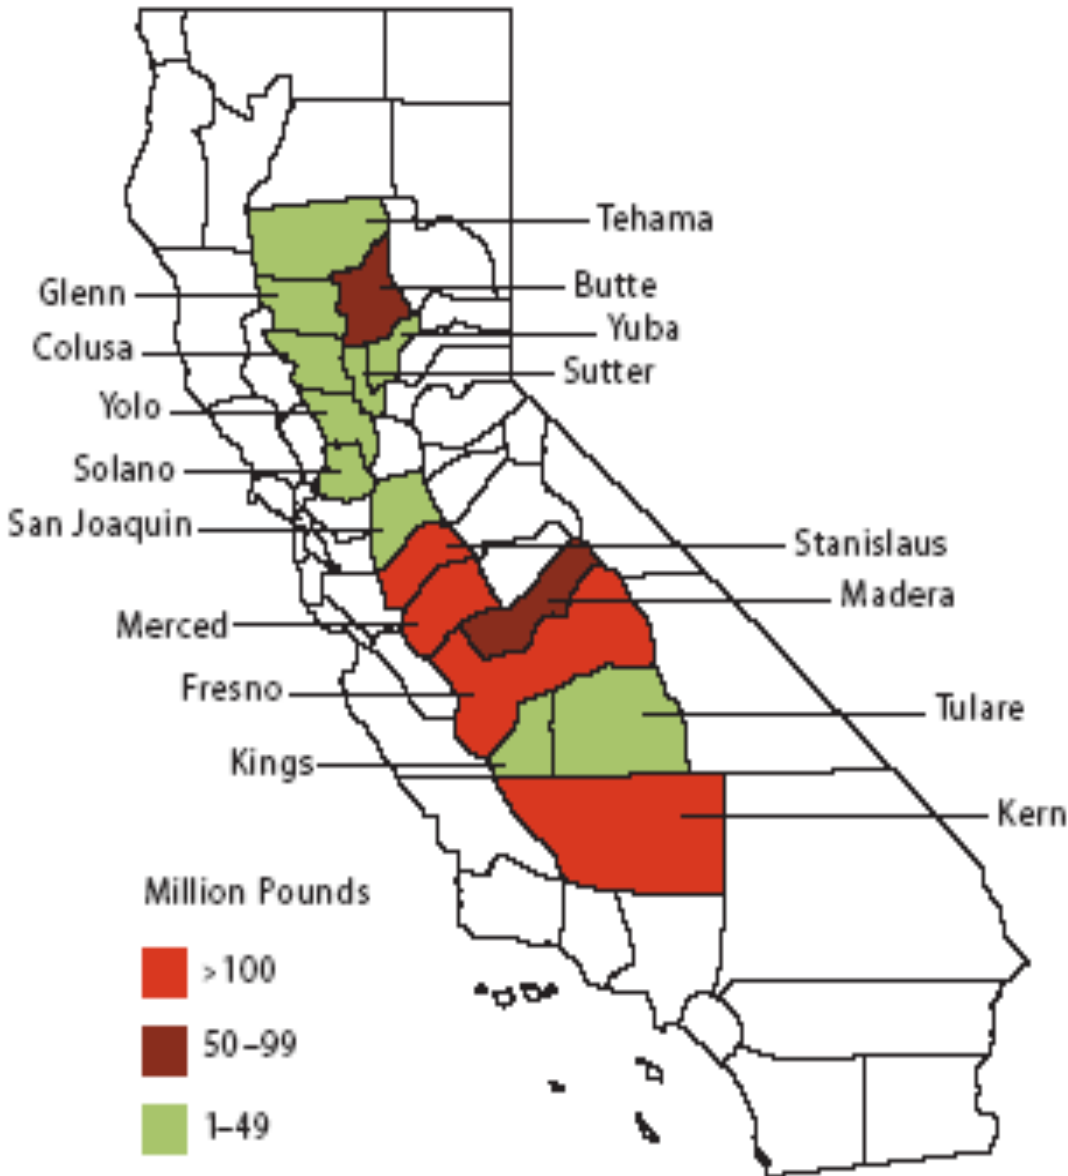 Tehama
Butte
Glenn
Yuba
Colusa
Sutter
Yolo
Solano
San Joaquin
Stanislaus
Madera
Merced
Fresno
Tulare
Kings
Kern
Million Pounds
>100
50–99
1–49